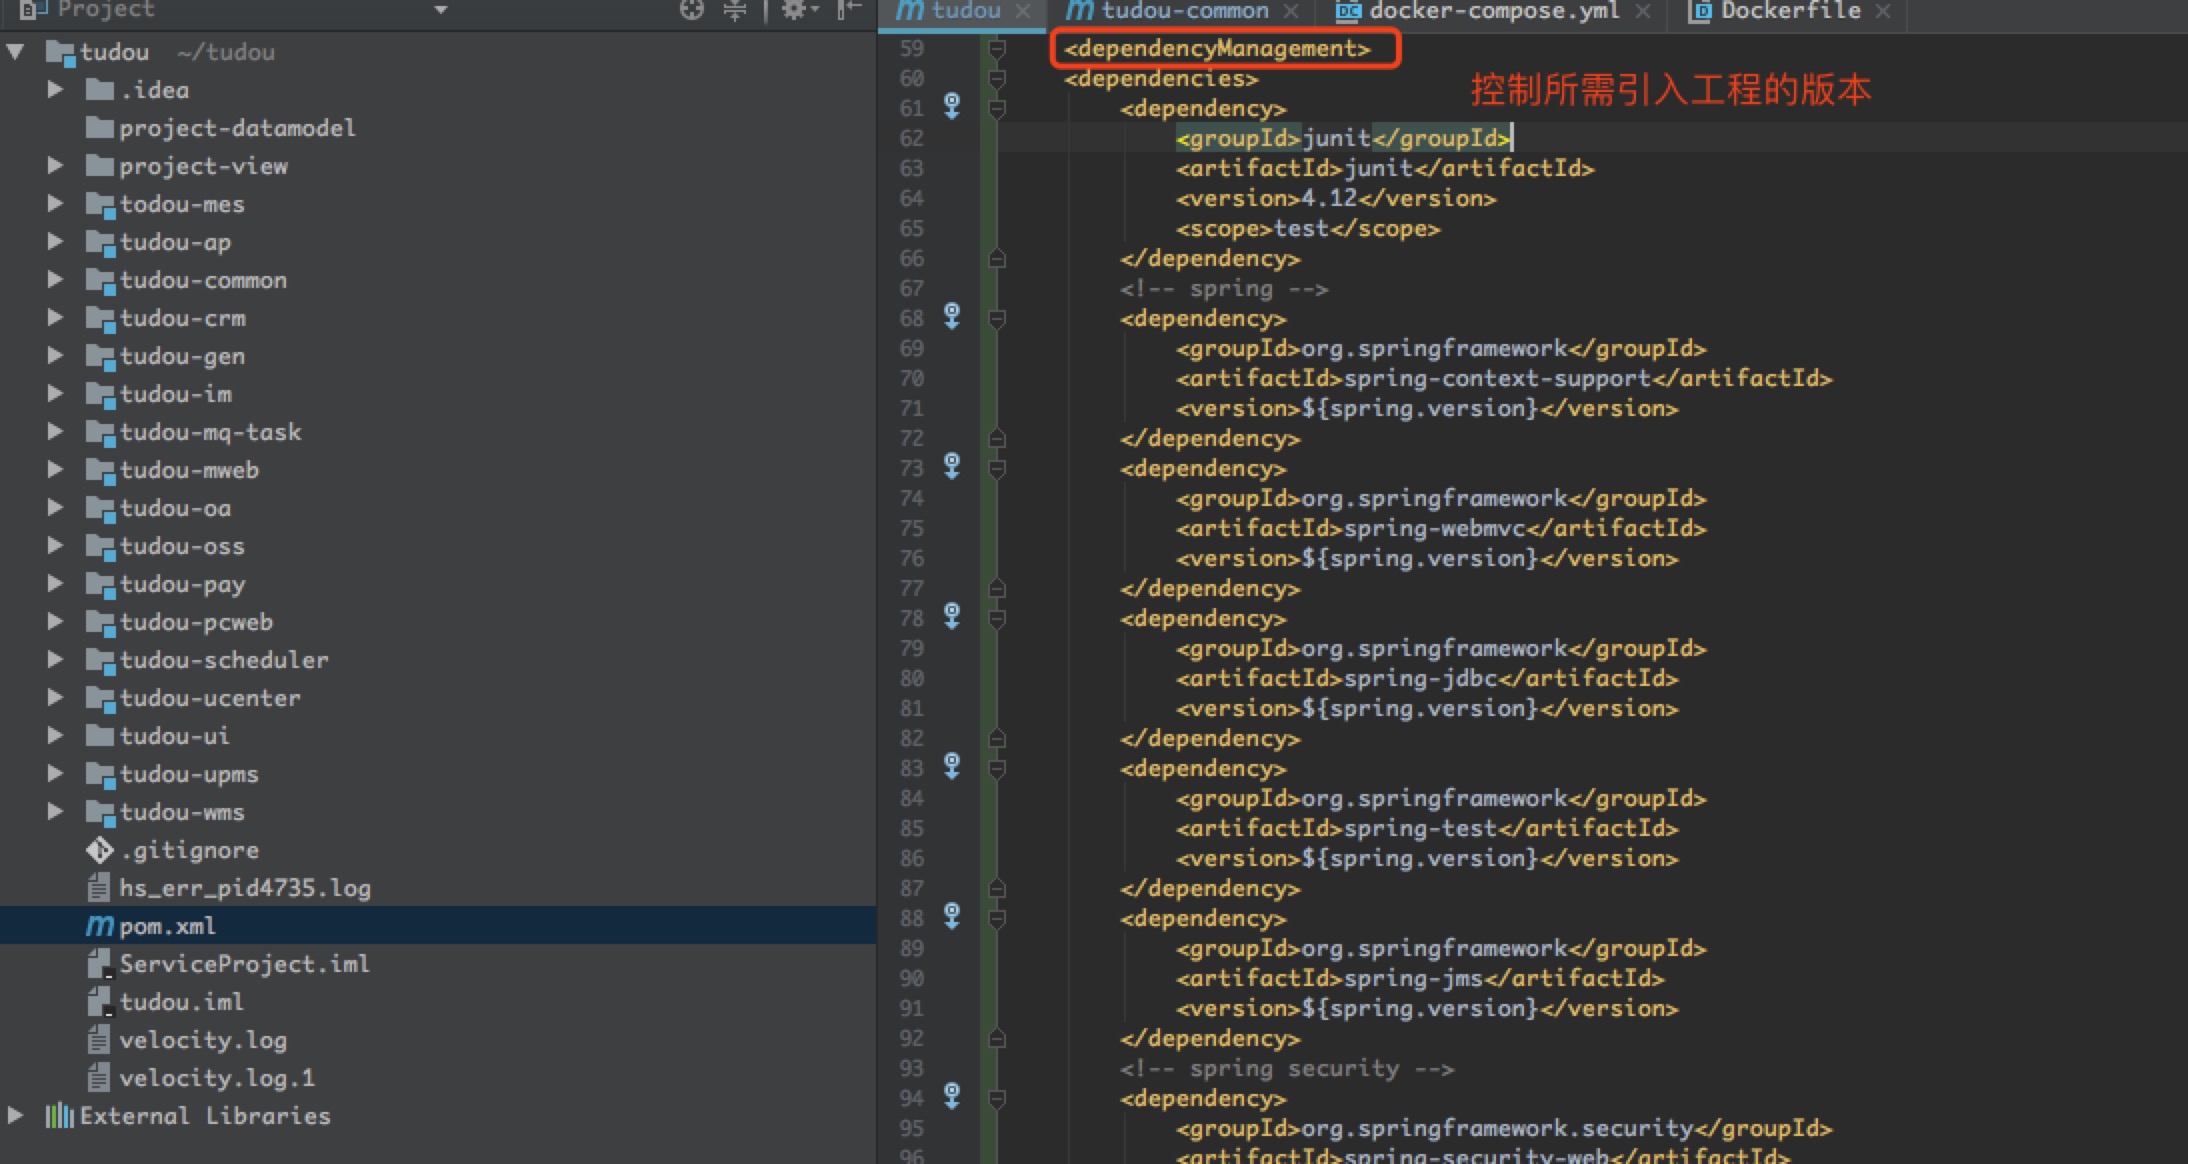 Project
tudou ~/tudou
.idea
project-datamodel
project-view
todou-mes
tudou-ap
tudou-common
tudou-crm
tudou-gen
tudou-im
tudou-mq-task
tudou-mweb
tudou-oa
tudou-oss
tudou-pay
tudou-pcweb
tudou-scheduler
tudou-ucenter
tudou-ui
tudou-upms
tudou-wms
.gitignore
hs_err_pid4735.log
pom.xml
ServiceProject.iml
tudou.iml
velocity.log
velocity.log.1
External Libraries
tudou tudou-common docker-compose.yml Dockerfile
59 <dependencyManagement>
60 <dependencies>
控制所需引入工程的版本
61 <dependency>
62 <groupId>junit</groupId>
63 <artifactId>junit</artifactId>
64 <version>4.12</version>
65 <scope>test</scope>
66 </dependency>
67 <!-- spring -->
68 <dependency>
69 <groupId>org.springframework</groupId>
70 <artifactId>spring-context-support</artifactId>
71 <version>${spring.version}</version>
72 </dependency>
73 <dependency>
74 <groupId>org.springframework</groupId>
75 <artifactId>spring-webmvc</artifactId>
76 <version>${spring.version}</version>
77 </dependency>
78 <dependency>
79 <groupId>org.springframework</groupId>
80 <artifactId>spring-jdbc</artifactId>
81 <version>${spring.version}</version>
82 </dependency>
83 <dependency>
84 <groupId>org.springframework</groupId>
85 <artifactId>spring-test</artifactId>
86 <version>${spring.version}</version>
87 </dependency>
88 <dependency>
89 <groupId>org.springframework</groupId>
90 <artifactId>spring-jms</artifactId>
91 <version>${spring.version}</version>
92 </dependency>
93 <!-- spring security -->
94 <dependency>
95 <groupId>org.springframework.security</groupId>
96 <artifactId>spring-security-web</artifactId>